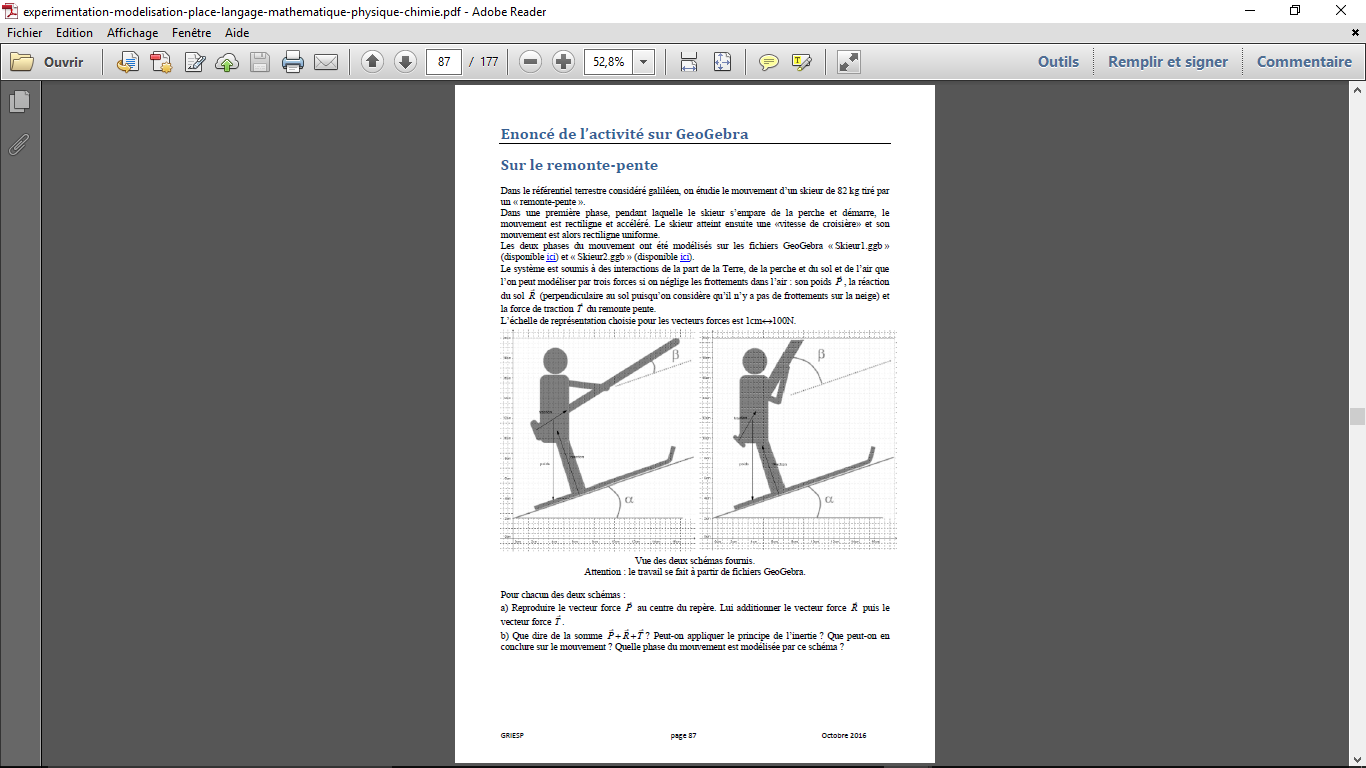 experimentation-modelisation-place-langage-mathematique-physique-chimie.pdf - Adobe Reader
Fichier Edition Affichage Fenêtre Aide
Ouvrir 87 / 177 52,8% Outils Remplir et signer Commentaire
Enoncé de l'activité sur GeoGebra
Sur le remonte-pente
Dans le référentiel terrestre considéré galiléen, on étudie le mouvement d'un skieur de 82 kg tiré par
un « remonte-pente ».
Dans une première phase, pendant laquelle le skieur s'empare de la perche et démarre, le
mouvement est rectiligne et accéléré. Le skieur atteint ensuite une «vitesse de croisière» et son
mouvement est alors rectiligne uniforme.
Les deux phases du mouvement ont été modélisés sur les fichiers GeoGebra « Skieur1.ggb »
(disponible ici) et « Skieur2.ggb » (disponible ici).
Le système est soumis à des interactions de la part de la Terre, de la perche et du sol et de l'air que
l'on peut modéliser par trois forces si on néglige les frottements dans l'air : son poids P⃗, la réaction
du sol R⃗ (perpendiculaire au sol puisqu'on considère qu'il n'y a pas de frottements sur la neige) et
la force de traction T⃗ du remonte pente.
L'échelle de représentation choisie pour les vecteurs forces est 1cm↔100N.
β
β
poids
poids
α
α
Vue des deux schémas fournis.
Attention : le travail se fait à partir de fichiers GeoGebra.
Pour chacun des deux schémas :
a) Reproduire le vecteur force P⃗ au centre du repère. Lui additionner le vecteur force R⃗ puis le
vecteur force T⃗.
b) Que dire de la somme P⃗+R⃗+T⃗ ? Peut-on appliquer le principe de l'inertie ? Que peut-on en
conclure sur le mouvement ? Quelle phase du mouvement est modélisée par ce schéma ?
GRIESP page 87 Octobre 2016